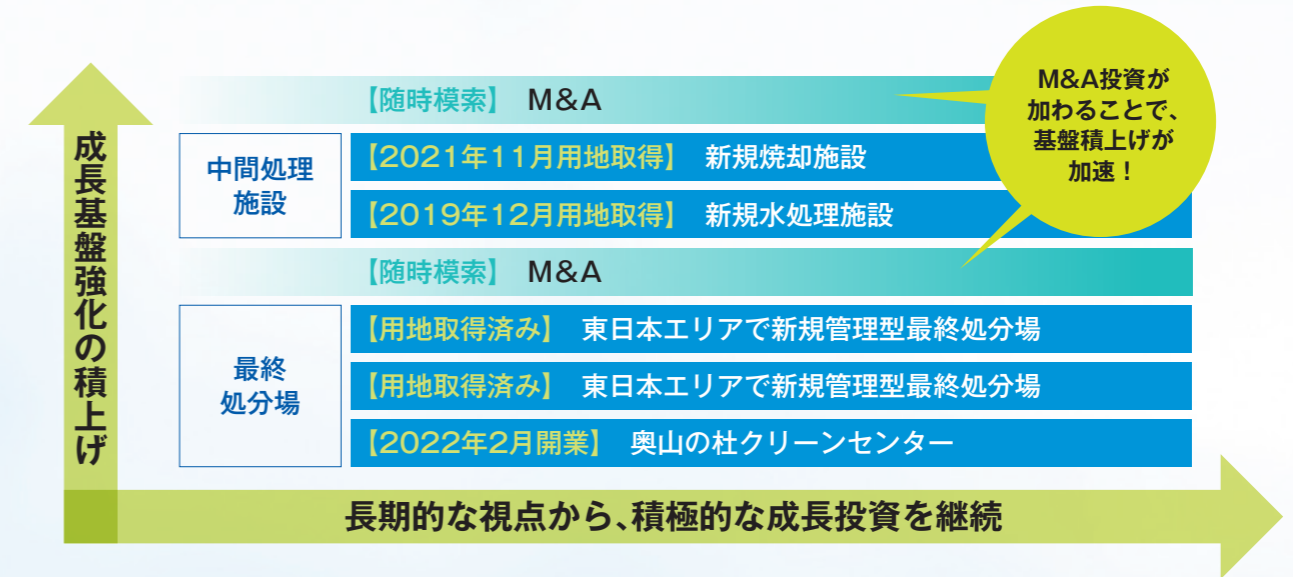 成長基盤強化の積上げ
【随時模索】 M&A
M&A投資が
加わることで、
基盤積上げが
加速！
中間処理
施設
【2021年11月用地取得】 新規焼却施設
【2019年12月用地取得】 新規水処理施設
【随時模索】 M&A
最終
処分場
【用地取得済み】 東日本エリアで新規管理型最終処分場
【用地取得済み】 東日本エリアで新規管理型最終処分場
【2022年2月開業】 奥山の杜クリーンセンター
長期的な視点から、積極的な成長投資を継続